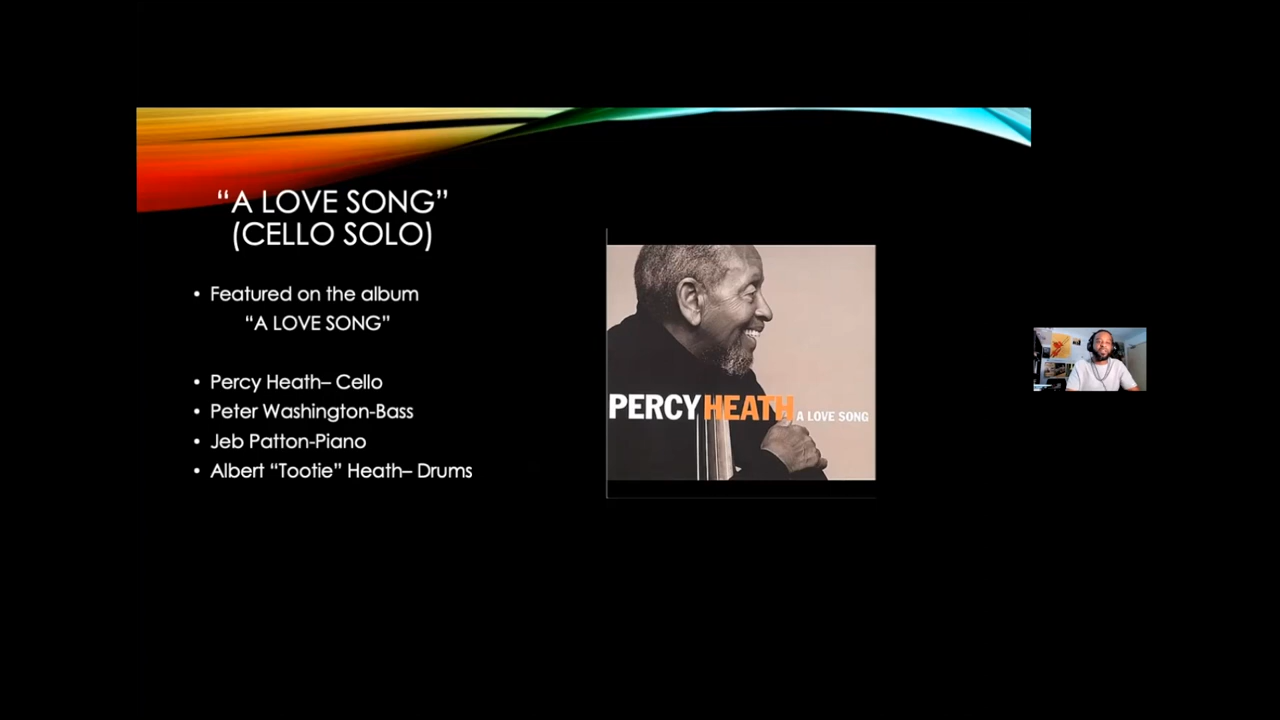 “A LOVE SONG”
(CELLO SOLO)
• Featured on the album
“A LOVE SONG”
• Percy Heath– Cello
• Peter Washington-Bass
• Jeb Patton-Piano
• Albert “Tootie” Heath– Drums
PERCY HEATH A LOVE SONG